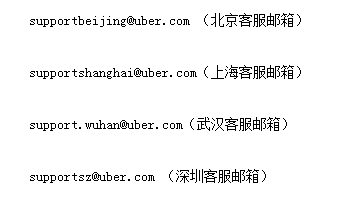 supportbeijing@uber.com （北京客服邮箱）
supportshanghai@uber.com（上海客服邮箱）
support.wuhan@uber.com（武汉客服邮箱）
supportsz@uber.com （深圳客服邮箱）